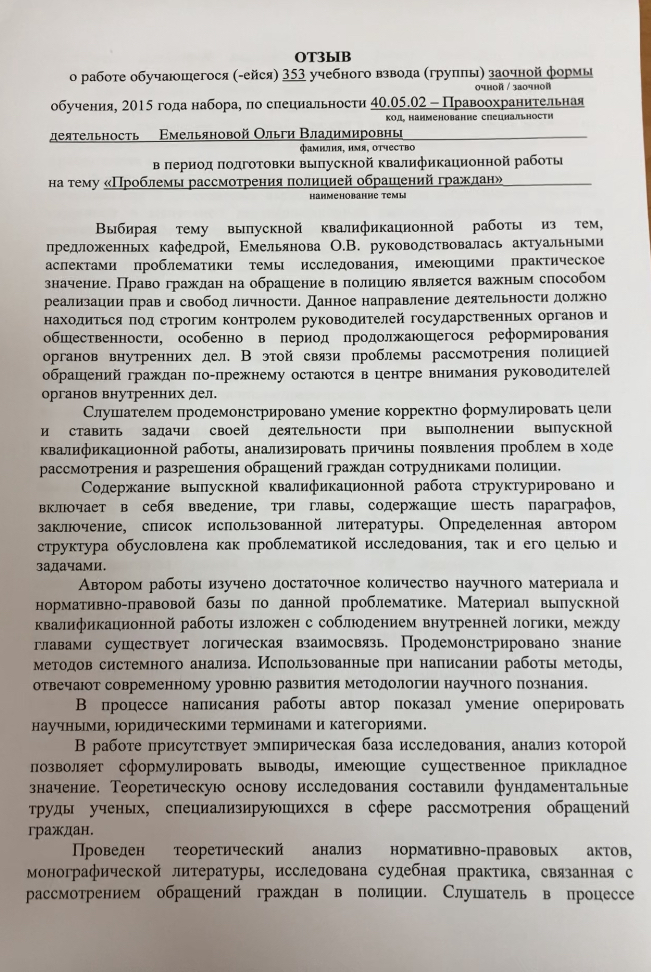 ОТЗЫВ
о работе обучающегося (-ейся) 353 учебного взвода (группы) заочной формы
очной / заочной
обучения, 2015 года набора, по специальности 40.05.02 – Правоохранительная
код, наименование специальности
деятельность Емельяновой Ольги Владимировны
фамилия, имя, отчество
в период подготовки выпускной квалификационной работы
на тему «Проблемы рассмотрения полицией обращений граждан»
наименование темы
Выбирая тему выпускной квалификационной работы из тем,
предложенных кафедрой, Емельянова О.В. руководствовалась актуальными
аспектами проблематики темы исследования, имеющими практическое
значение. Право граждан на обращение в полицию является важным способом
реализации прав и свобод личности. Данное направление деятельности должно
находиться под строгим контролем руководителей государственных органов и
общественности, особенно в период продолжающегося реформирования
органов внутренних дел. В этой связи проблемы рассмотрения полицией
обращений граждан по-прежнему остаются в центре внимания руководителей
органов внутренних дел.
Слушателем продемонстрировано умение корректно формулировать цели
и ставить задачи своей деятельности при выполнении выпускной
квалификационной работы, анализировать причины появления проблем в ходе
рассмотрения и разрешения обращений граждан сотрудниками полиции.
Содержание выпускной квалификационной работа структурировано и
включает в себя введение, три главы, содержащие шесть параграфов,
заключение, список использованной литературы. Определенная автором
структура обусловлена как проблематикой исследования, так и его целью и
задачами.
Автором работы изучено достаточное количество научного материала и
нормативно-правовой базы по данной проблематике. Материал выпускной
квалификационной работы изложен с соблюдением внутренней логики, между
главами существует логическая взаимосвязь. Продемонстрировано знание
методов системного анализа. Использованные при написании работы методы,
отвечают современному уровню развития методологии научного познания.
В процессе написания работы автор показал умение оперировать
научными, юридическими терминами и категориями.
В работе присутствует эмпирическая база исследования, анализ которой
позволяет сформулировать выводы, имеющие существенное прикладное
значение. Теоретическую основу исследования составили фундаментальные
труды ученых, специализирующихся в сфере рассмотрения обращений
граждан.
Проведен теоретический анализ нормативно-правовых актов,
монографической литературы, исследована судебная практика, связанная с
рассмотрением обращений граждан в полиции. Слушатель в процессе